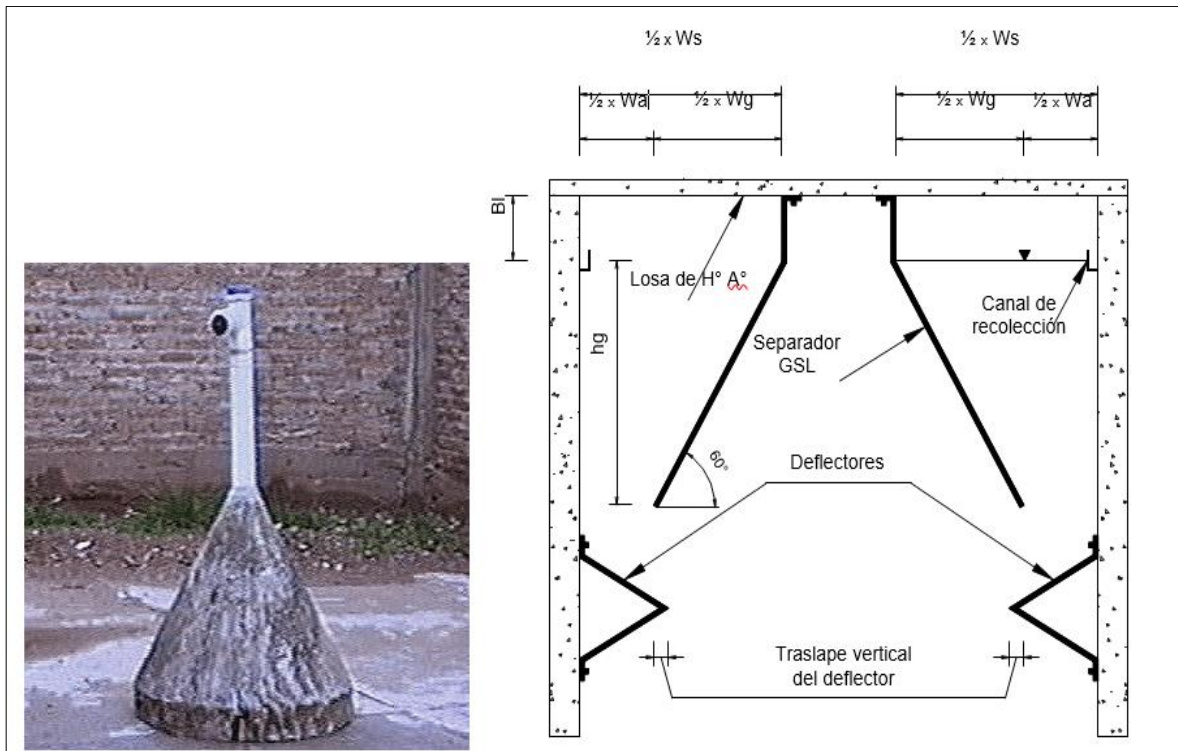 ½ x Ws
½ x Ws
½ x Wa
½ x Wg
½ x Wg
½ x Wa
Bl
Losa de H° A°
Canal de
recolección
hg
Separador
GSL
60°
Deflectores
Traslape vertical
del deflector